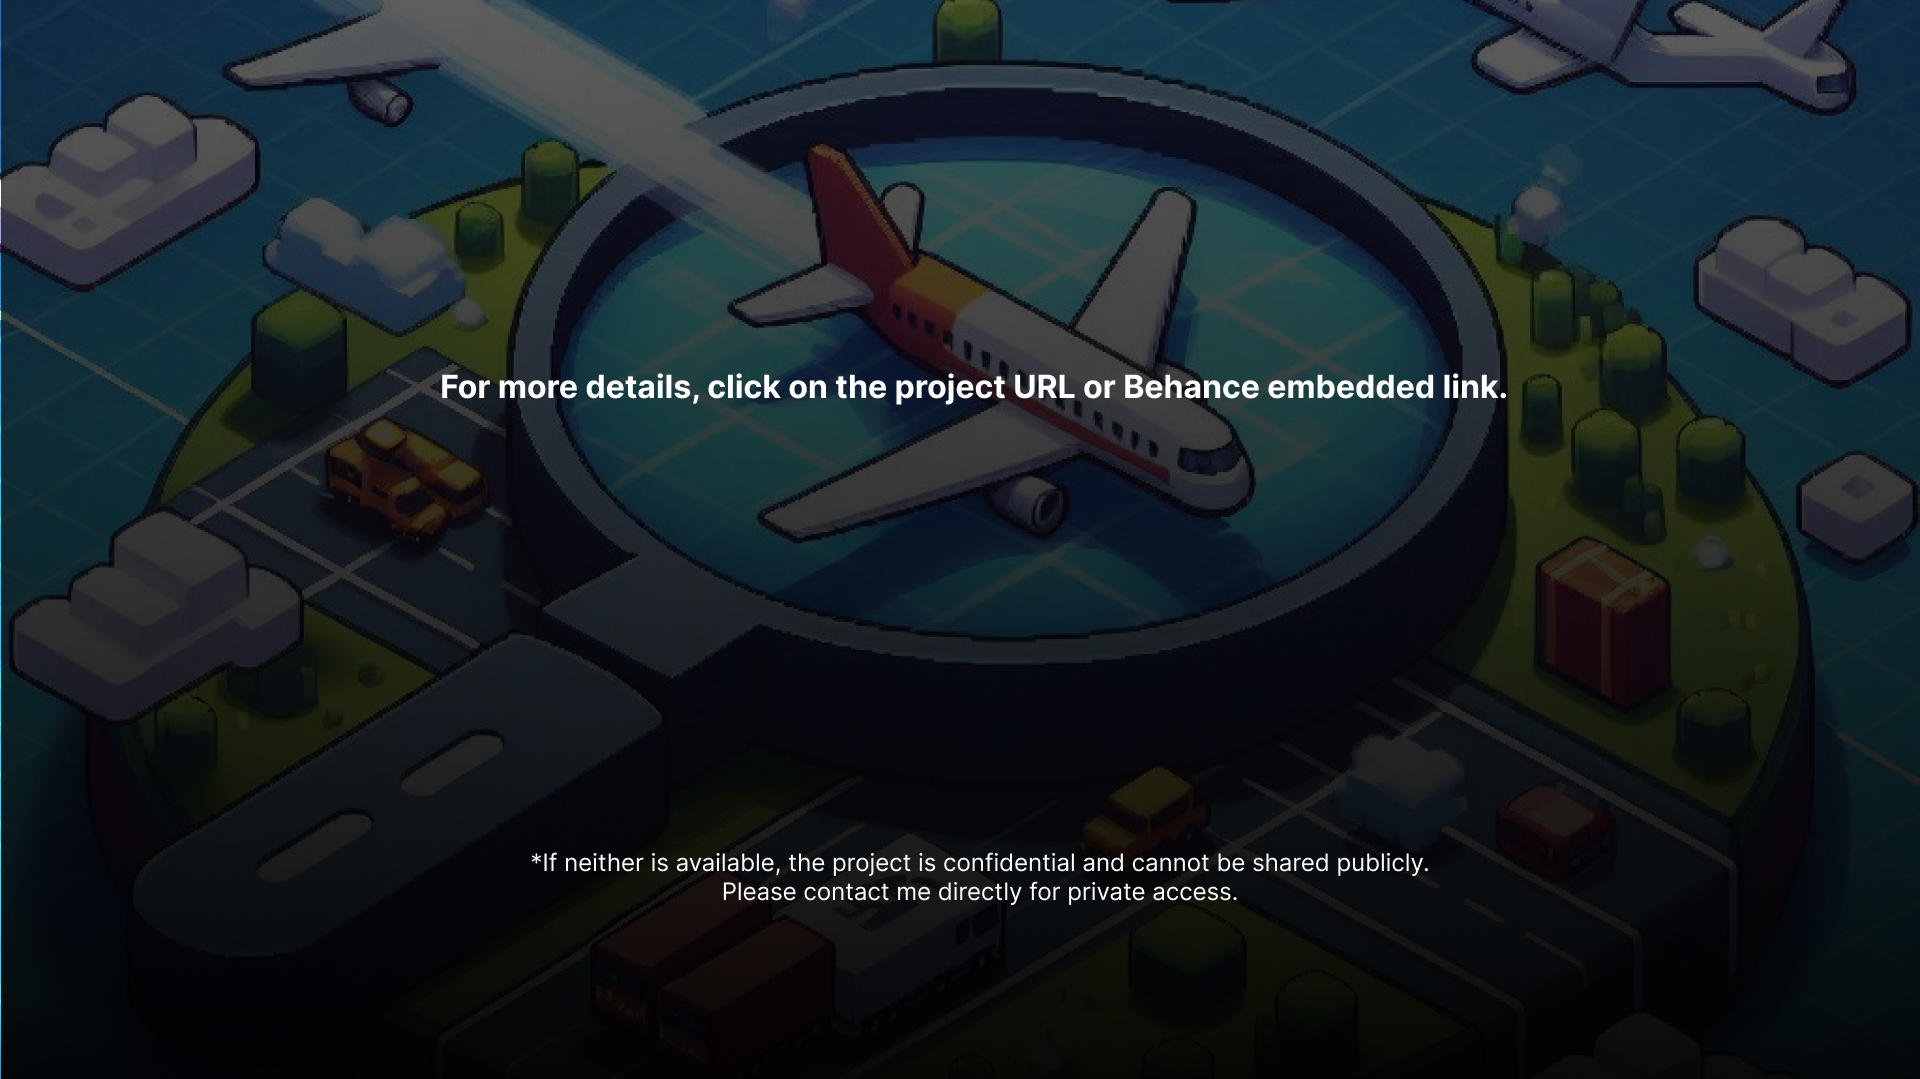 For more details, click on the project URL or Behance embedded link.
*If neither is available, the project is confidential and cannot be shared publicly.
Please contact me directly for private access.